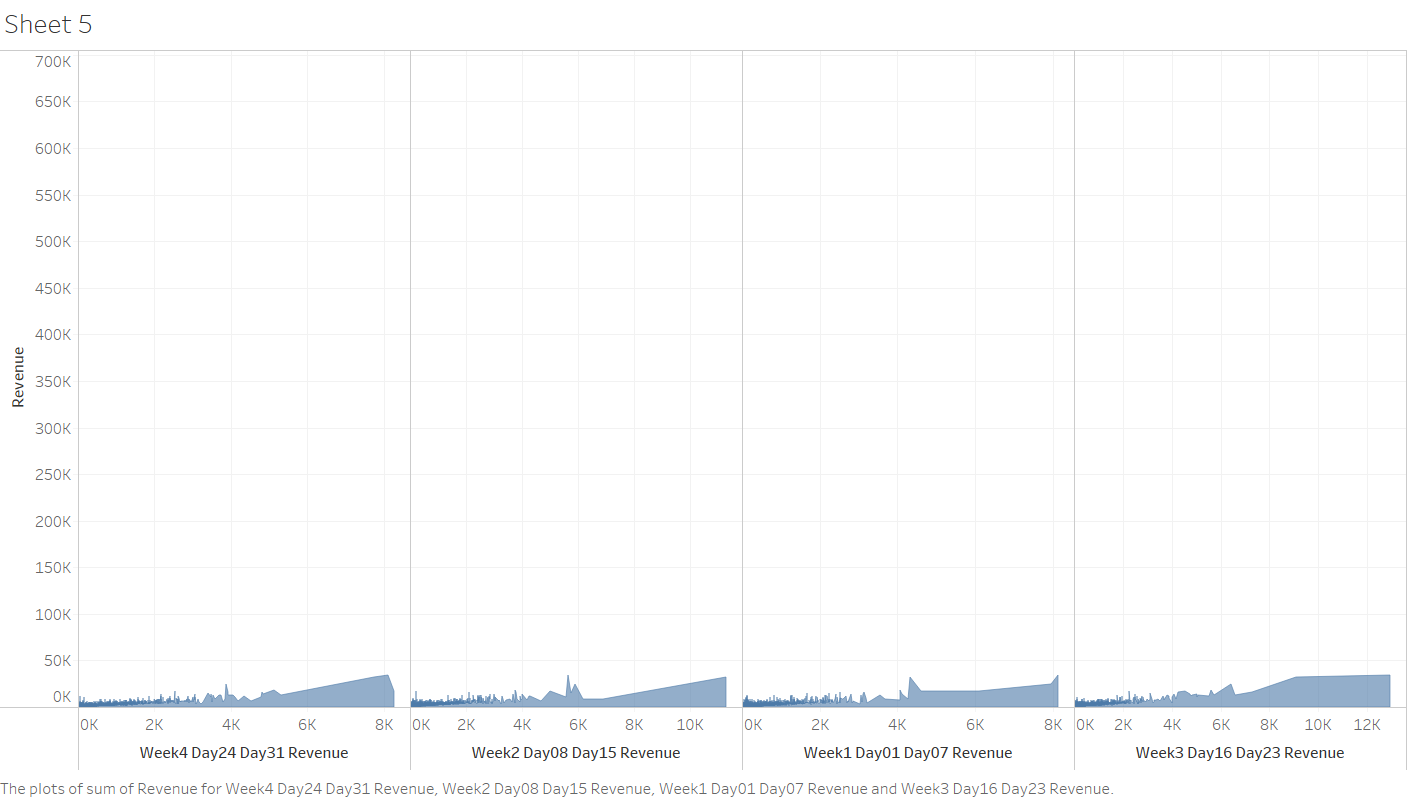 Sheet 5
700K
650K
600K
550K
500K
450K
400K
350K
300K
250K
200K
150K
100K
50K
0K
Revenue
0K 2K 4K 6K 8K 0K 2K 4K 6K 8K 10K 0K 2K 4K 6K 8K 0K 2K 4K 6K 8K 10K 12K
Week4 Day24 Day31 Revenue Week2 Day08 Day15 Revenue Week1 Day01 Day07 Revenue Week3 Day16 Day23 Revenue
The plots of sum of Revenue for Week4 Day24 Day31 Revenue, Week2 Day08 Day15 Revenue, Week1 Day01 Day07 Revenue and Week3 Day16 Day23 Revenue.